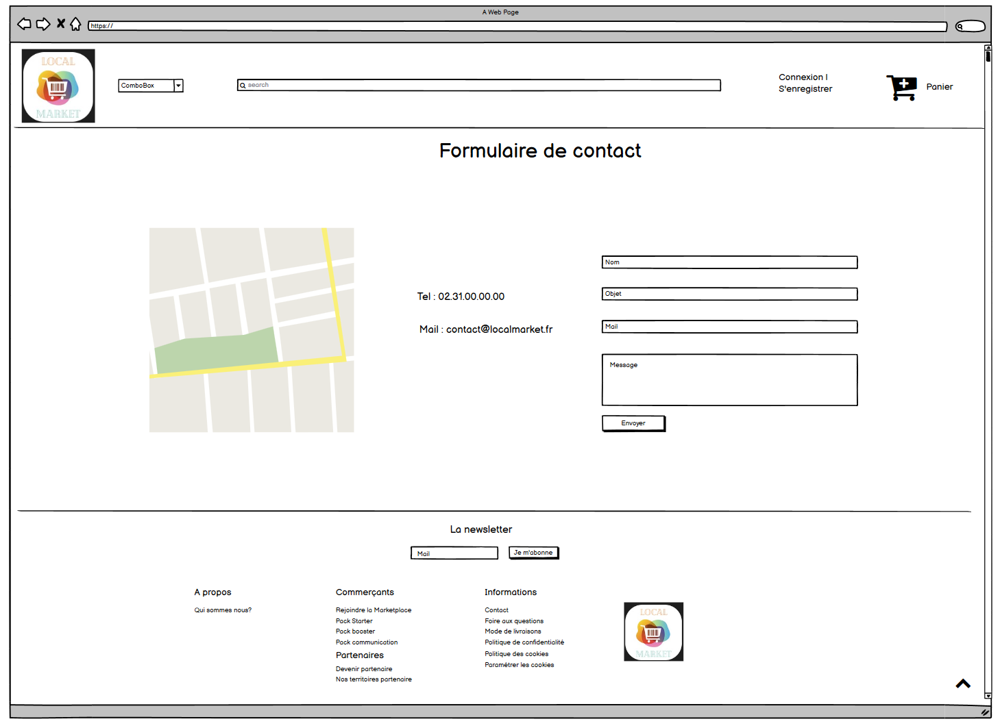 A Web Page
https://
LOCAL
MARKET
ComboBox
search
Connexion |
S'enregistrer
Panier
Formulaire de contact
Tel : 02.31.00.00.00
Mail : contact@localmarket.fr
Nom
Objet
Mail
Message
Envoyer
La newsletter
Mail
Je m'abonne
A propos
Qui sommes nous?
Commerçants
Rejoindre la Marketplace
Pack Starter
Pack booster
Pack communication
Partenaires
Devenir partenaire
Nos territoires partenaire
Informations
Contact
Foire aux questions
Mode de livraisons
Politique de confidentialité
Politique des cookies
Paramétrer les cookies
LOCAL
MARKET